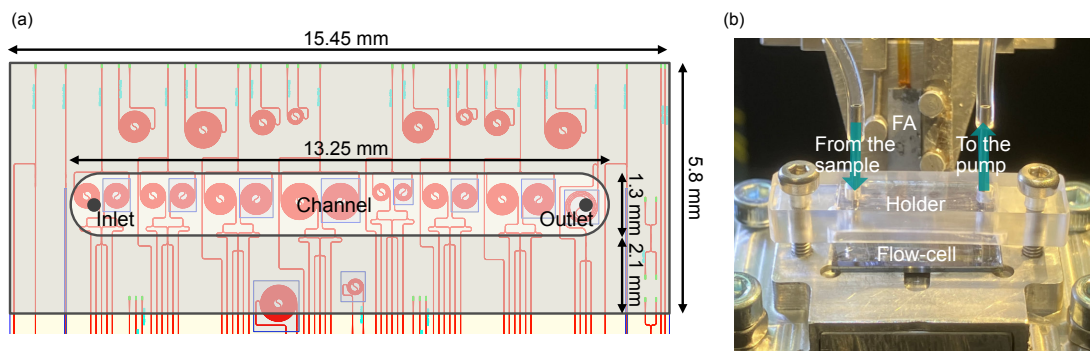 (a)
15.45 mm
13.25 mm
Inlet
Channel
Outlet
1.3 mm
2.1 mm
5.8 mm
(b)
FA
From the
sample
To the
pump
Holder
Flow-cell